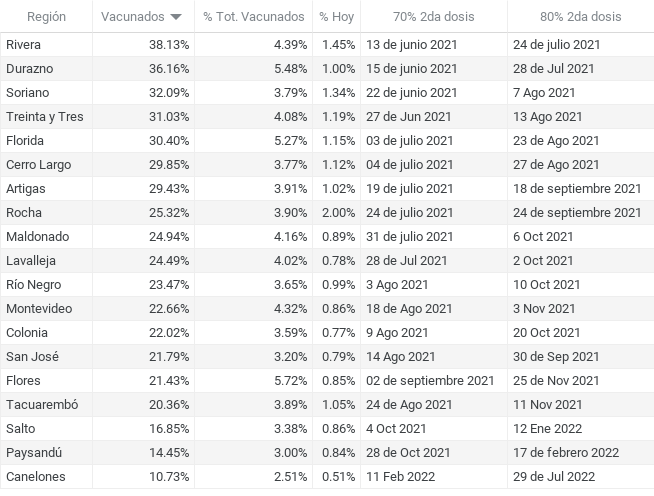 Región Vacunados % Tot. Vacunados % Hoy 70% 2da dosis 80% 2da dosis
Rivera 38.13% 4.39% 1.45% 13 de junio 2021 24 de julio 2021
Durazno 36.16% 5.48% 1.00% 15 de junio 2021 28 de Jul 2021
Soriano 32.09% 3.79% 1.34% 22 de junio 2021 7 Ago 2021
Treinta y Tres 31.03% 4.08% 1.19% 27 de Jun 2021 13 Ago 2021
Florida 30.40% 5.27% 1.15% 03 de julio 2021 23 de Ago 2021
Cerro Largo 29.85% 3.77% 1.12% 04 de julio 2021 27 de Ago 2021
Artigas 29.43% 3.91% 1.02% 19 de julio 2021 18 de septiembre 2021
Rocha 25.32% 3.90% 2.00% 24 de julio 2021 24 de septiembre 2021
Maldonado 24.94% 4.16% 0.89% 31 de julio 2021 6 Oct 2021
Lavalleja 24.49% 4.02% 0.78% 28 de Jul 2021 2 Oct 2021
Río Negro 23.47% 3.65% 0.99% 3 Ago 2021 10 Oct 2021
Montevideo 22.66% 4.32% 0.86% 18 de Ago 2021 3 Nov 2021
Colonia 22.02% 3.59% 0.77% 9 Ago 2021 20 Oct 2021
San José 21.79% 3.20% 0.79% 14 Ago 2021 30 de Sep 2021
Flores 21.43% 5.72% 0.85% 02 de septiembre 2021 25 de Nov 2021
Tacuarembó 20.36% 3.89% 1.05% 24 de Ago 2021 11 Nov 2021
Salto 16.85% 3.38% 0.86% 4 Oct 2021 12 Ene 2022
Paysandú 14.45% 3.00% 0.84% 28 de Oct 2021 17 de febrero 2022
Canelones 10.73% 2.51% 0.51% 11 Feb 2022 29 de Jul 2022